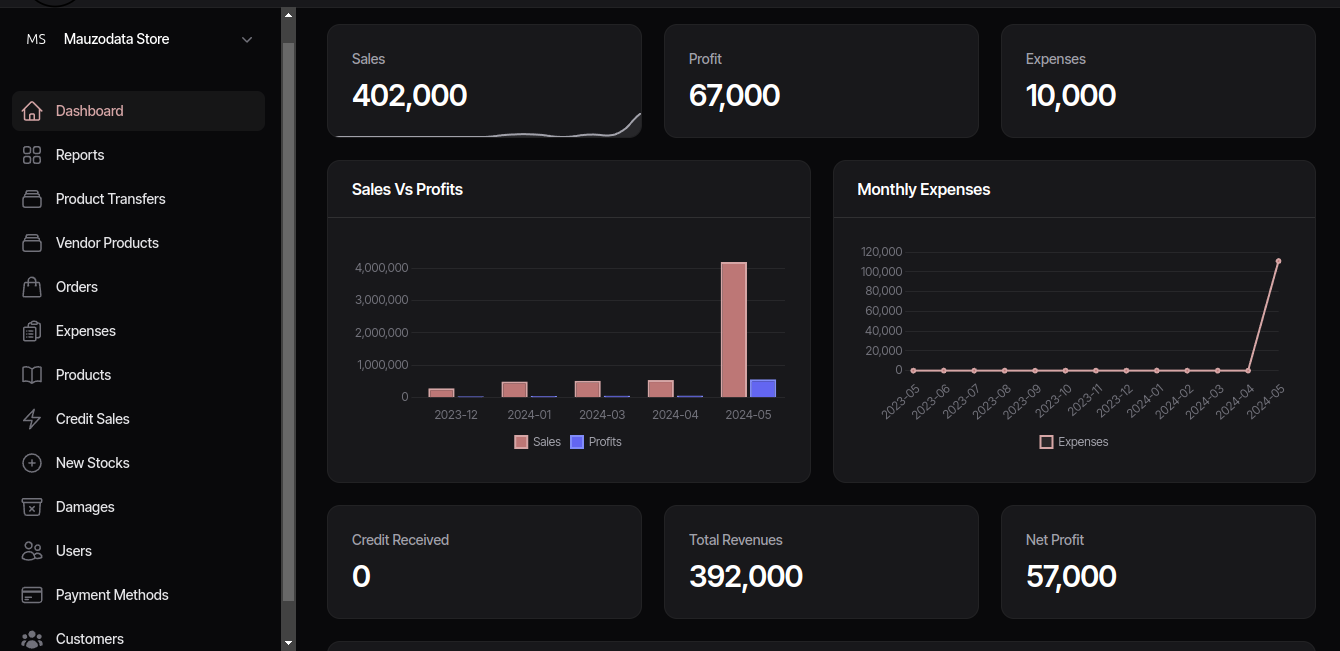 MS Mauzodata Store
Dashboard
Reports
Product Transfers
Vendor Products
Orders
Expenses
Products
Credit Sales
New Stocks
Damages
Users
Payment Methods
Customers
Sales
402,000
Profit
67,000
Expenses
10,000
Sales Vs Profits
4,000,000
3,000,000
2,000,000
1,000,000
0
2023-12 2024-01 2024-03 2024-04 2024-05
Sales Profits
Monthly Expenses
120,000
100,000
80,000
60,000
40,000
20,000
0
2023-05 2023-06 2023-07 2023-08 2023-09 2023-10 2023-11 2023-12 2024-01 2024-02 2024-03 2024-04 2024-05
Expenses
Credit Received
0
Total Revenues
392,000
Net Profit
57,000